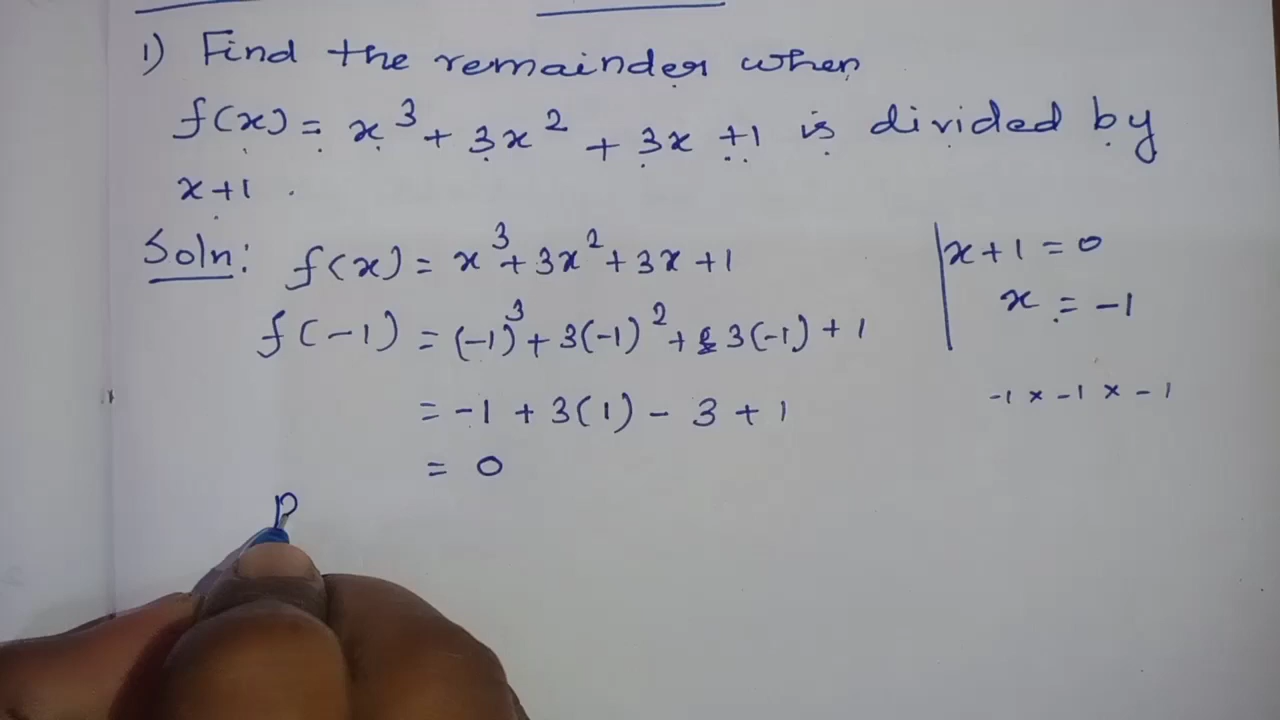 1) Find the remainder when
f(x) = x³ + 3x² + 3x + 1 is divided by
x+1 .
Soln: f(x) = x³ + 3x² + 3x + 1
x + 1 = 0
x = -1
f(-1) = (-1)³ + 3(-1)² + 3(-1) + 1
= -1 + 3(1) - 3 + 1
-1 × -1 × -1
= 0